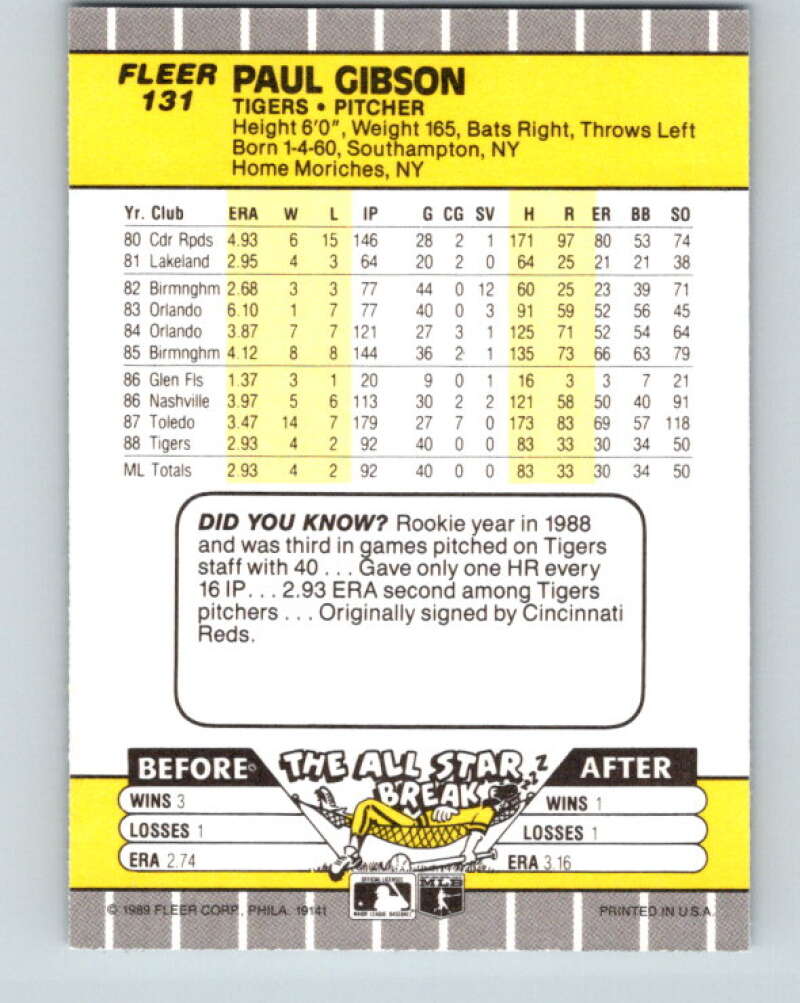 FLEER PAUL GIBSON
131 TIGERS • PITCHER
Height 6'0", Weight 165, Bats Right, Throws Left
Born 1-4-60, Southampton, NY
Home Moriches, NY
Yr. Club ERA W L IP G CG SV H R ER BB SO
80 Cdr Rpds 4.93 6 15 146 28 2 1 171 97 80 53 74
81 Lakeland 2.95 4 3 64 20 2 0 64 25 21 21 38
82 Birmnghm 2.68 3 3 77 44 0 12 60 25 23 39 71
83 Orlando 6.10 1 7 77 40 0 3 91 59 52 56 45
84 Orlando 3.87 7 7 121 27 3 1 125 71 52 54 64
85 Birmnghm 4.12 8 8 144 36 2 1 135 73 66 63 79
86 Glen Fls 1.37 3 1 20 9 0 1 16 3 3 7 21
86 Nashville 3.97 5 6 113 30 2 2 121 58 50 40 91
87 Toledo 3.47 14 7 179 27 7 0 173 83 69 57 118
88 Tigers 2.93 4 2 92 40 0 0 83 33 30 34 50
ML Totals 2.93 4 2 92 40 0 0 83 33 30 34 50
DID YOU KNOW? Rookie year in 1988
and was third in games pitched on Tigers
staff with 40 . . . Gave only one HR every
16 IP. . . 2.93 ERA second among Tigers
pitchers . . . Originally signed by Cincinnati
Reds.
BEFORE© THE ALL STAR ZZZ AFTER
BREAK
WINS 3 WINS 1
LOSSES 1 LOSSES 1
ERA 2.74 ERA 3.16
OFFICIAL LICENSEE
MAJOR LEAGUE BASEBALL
MLB
© 1989 FLEER CORP., PHILA. 19141 PRINTED IN U.S.A.